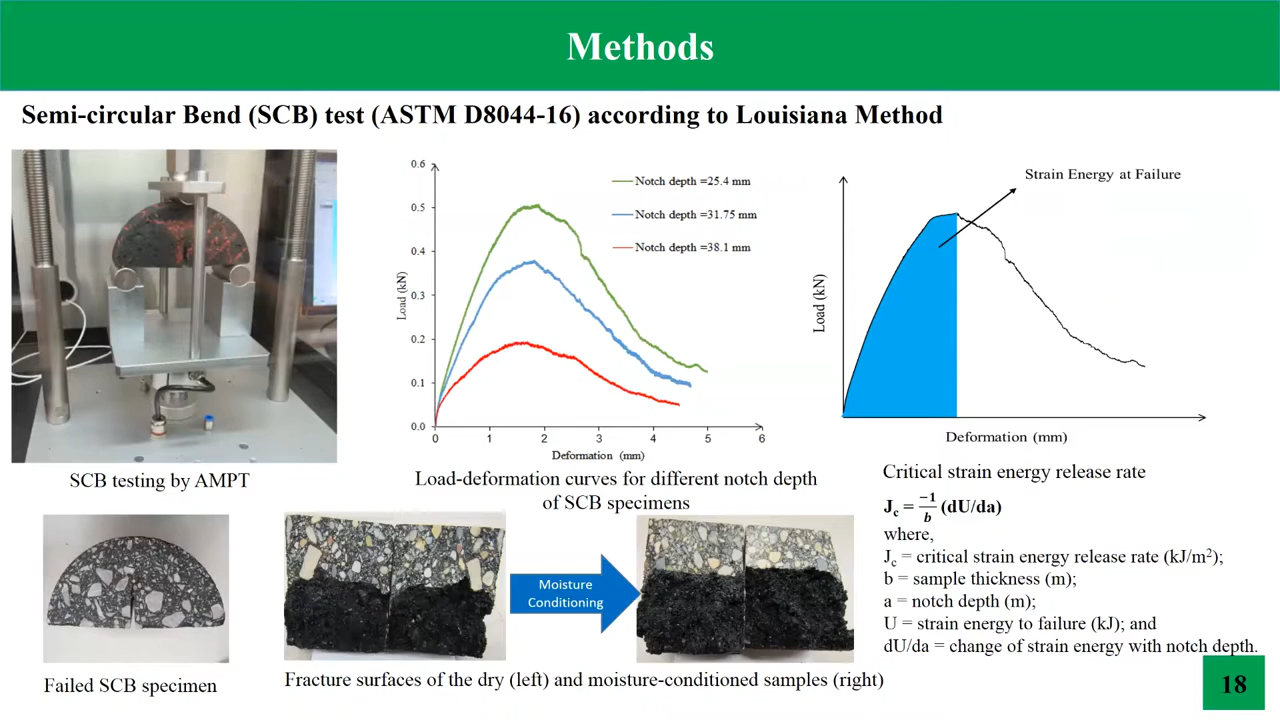 Methods
Semi-circular Bend (SCB) test (ASTM D8044-16) according to Louisiana Method
SCB testing by AMPT
0.6
0.5
0.4
0.3
0.2
0.1
0.0
Load (kN)
0 1 2 3 4 5 6
Deformation (mm)
Notch depth =25.4 mm
Notch depth =31.75 mm
Notch depth =38.1 mm
Load-deformation curves for different notch depth
of SCB specimens
Strain Energy at Failure
Load (kN)
Deformation (mm)
Failed SCB specimen
Moisture
Conditioning
Fracture surfaces of the dry (left) and moisture-conditioned samples (right)
Critical strain energy release rate
J_c = −1/b (dU/da)
where,
J_c = critical strain energy release rate (kJ/m²);
b = sample thickness (m);
a = notch depth (m);
U = strain energy to failure (kJ); and
dU/da = change of strain energy with notch depth.
18